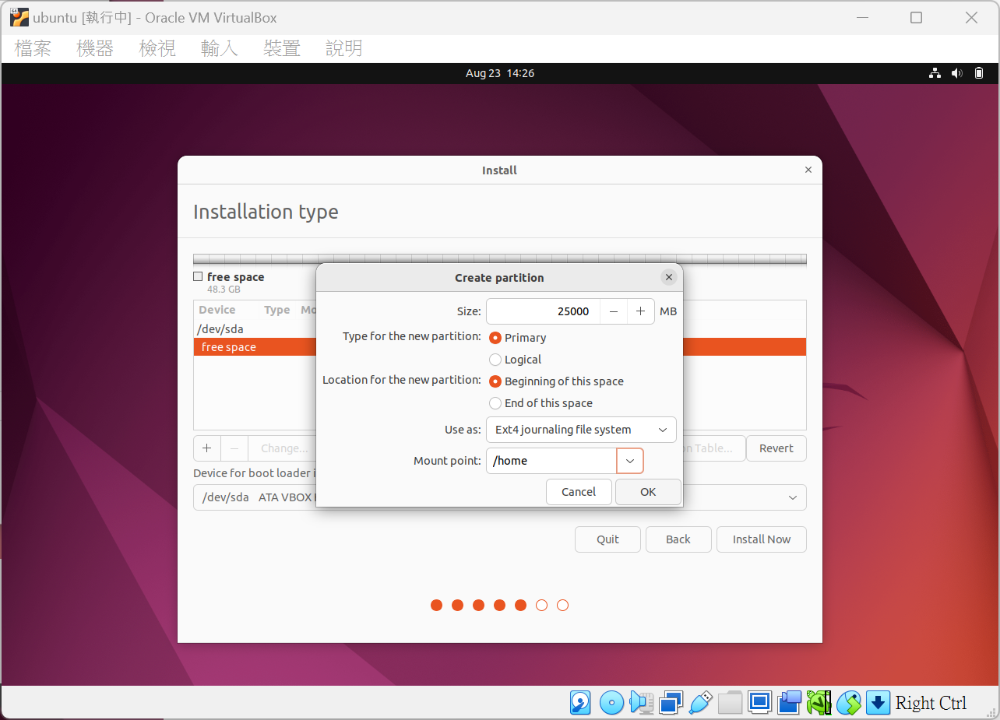 ubuntu [執行中] - Oracle VM VirtualBox
檔案 機器 檢視 輸入 裝置 說明
Aug 23 14:26
Install
Installation type
free space
48.3 GB
Create partition
Size: 25000 MB
Device Type Mo
/dev/sda
Type for the new partition: Primary
free space
Logical
Location for the new partition: Beginning of this space
End of this space
Use as: Ext4 journaling file system
Change... on Table... Revert
Mount point: /home
Device for boot loader i
Cancel OK
/dev/sda ATA VBOX
Quit Back Install Now
Right Ctrl